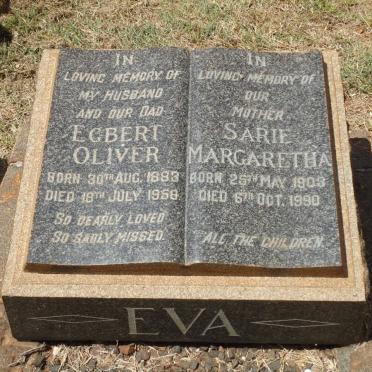 IN
LOVING MEMORY OF
MY HUSBAND
AND OUR DAD
EGBERT
OLIVER
BORN 30TH AUG. 1883
DIED 18TH JULY 1958
SO DEARLY LOVED
SO SADLY MISSED.
IN
LOVING MEMORY OF
OUR
MOTHER
SARIE
MARGARETHA
BORN 25TH MAY 1903
DIED 6TH OCT. 1990
ALL THE CHILDREN.
EVA